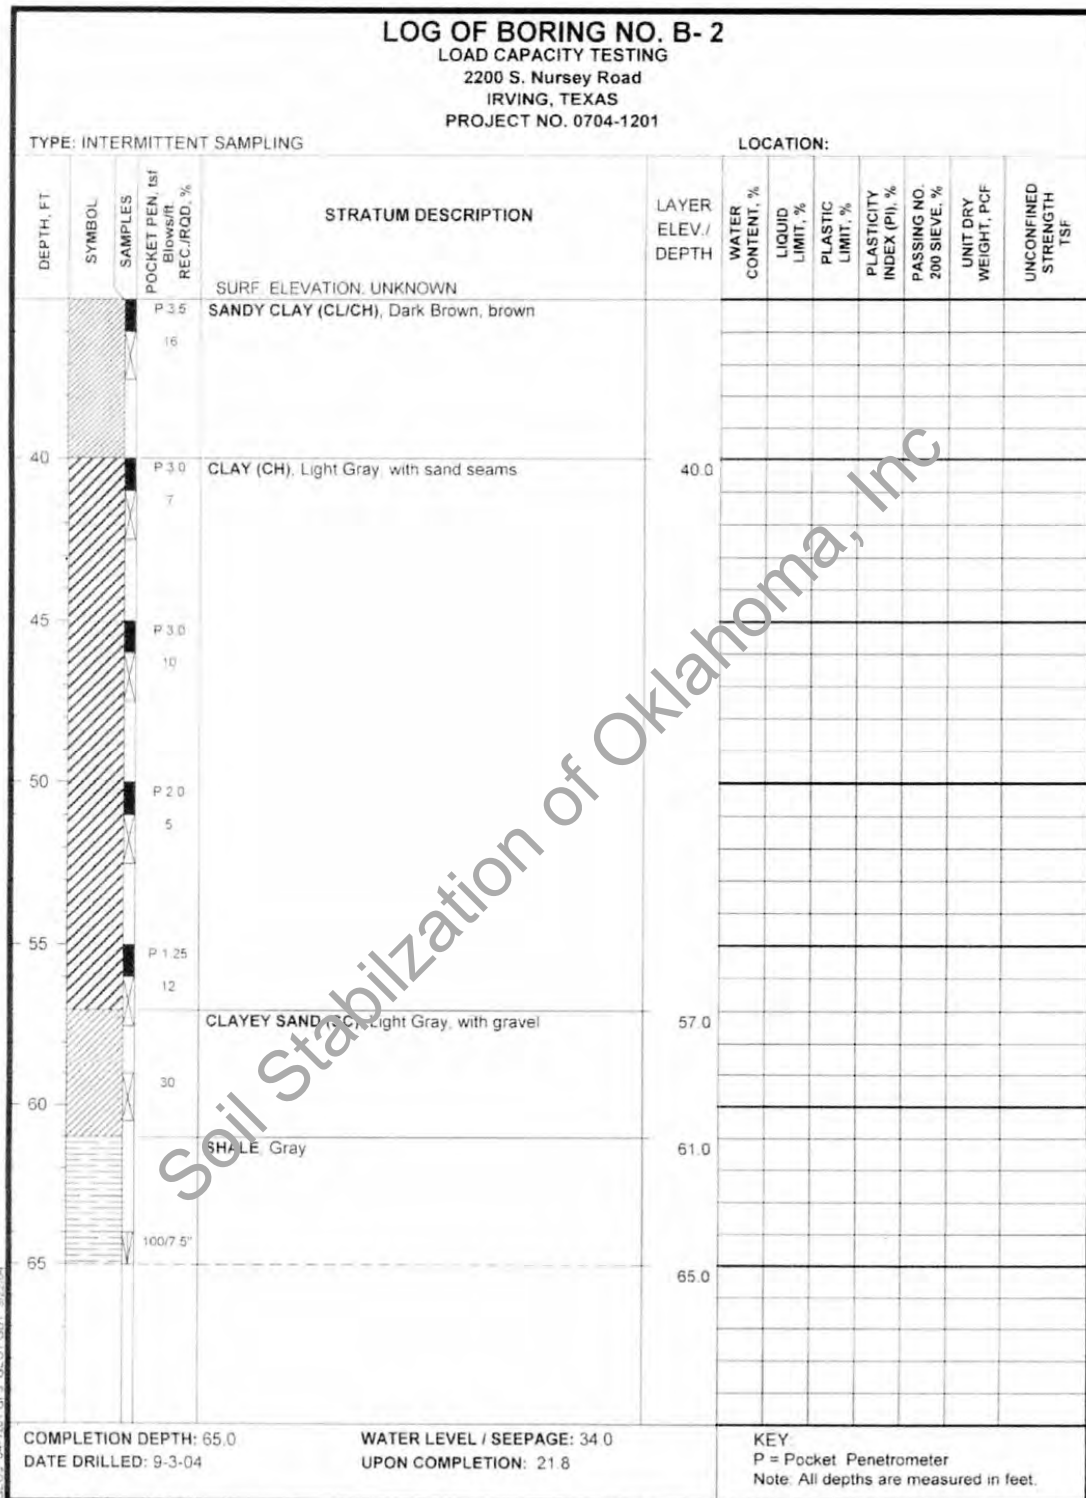 LOG OF BORING NO. B- 2
LOAD CAPACITY TESTING
2200 S. Nursey Road
IRVING, TEXAS
PROJECT NO. 0704-1201
TYPE: INTERMITTENT SAMPLING LOCATION:
DEPTH, FT
SYMBOL
SAMPLES
POCKET PEN, tsf
Blows/ft.
REC./RQD, %
STRATUM DESCRIPTION
SURF. ELEVATION: UNKNOWN
LAYER
ELEV./
DEPTH
WATER
CONTENT, %
LIQUID
LIMIT, %
PLASTIC
LIMIT, %
PLASTICITY
INDEX (PI), %
PASSING NO.
200 SIEVE, %
UNIT DRY
WEIGHT, PCF
UNCONFINED
STRENGTH
TSF
P 3.5 SANDY CLAY (CL/CH), Dark Brown, brown
16
40 P 3.0 CLAY (CH), Light Gray, with sand seams 40.0
7
45 P 3.0
10
50 P 2.0
5
55 P 1.25
12
CLAYEY SAND (SC), Light Gray, with gravel 57.0
30
60
SHALE, Gray 61.0
100/7.5"
65 65.0
Soil Stabilzation of Oklahoma, Inc
COMPLETION DEPTH: 65.0 WATER LEVEL / SEEPAGE: 34.0 KEY:
DATE DRILLED: 9-3-04 UPON COMPLETION: 21.8 P = Pocket Penetrometer
Note: All depths are measured in feet.